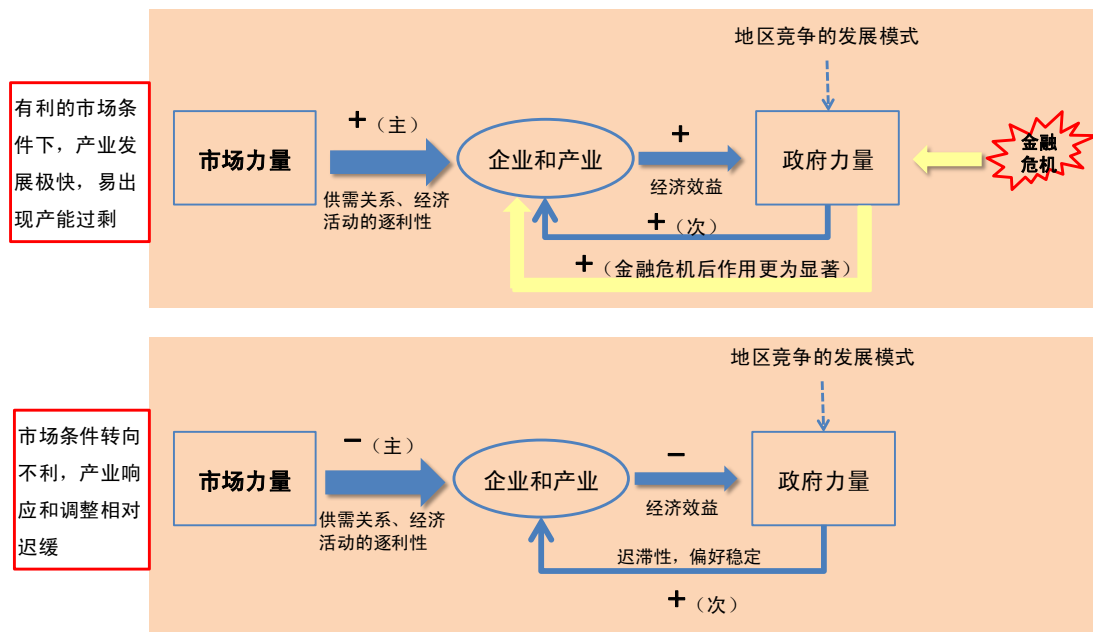 地区竞争的发展模式
有利的市场条
件下，产业发
展极快，易出
现产能过剩
市场力量
+（主）
供需关系、经济
活动的逐利性
企业和产业
+
经济效益
政府力量
金融
危机
+（次）
+（金融危机后作用更为显著）
地区竞争的发展模式
市场条件转向
不利，产业响
应和调整相对
迟缓
市场力量
−（主）
供需关系、经济
活动的逐利性
企业和产业
−
经济效益
政府力量
迟滞性，偏好稳定
+（次）